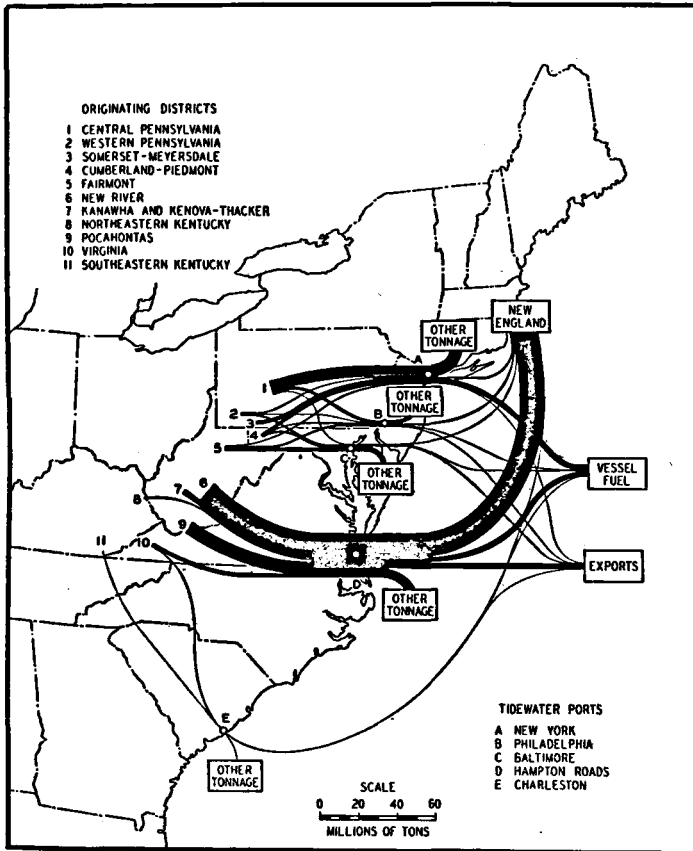 ORIGINATING DISTRICTS
1 CENTRAL PENNSYLVANIA
2 WESTERN PENNSYLVANIA
3 SOMERSET-MEYERSDALE
4 CUMBERLAND-PIEDMONT
5 FAIRMONT
6 NEW RIVER
7 KANAWHA AND KENOVA-THACKER
8 NORTHEASTERN KENTUCKY
9 POCAHONTAS
10 VIRGINIA
11 SOUTHEASTERN KENTUCKY
NEW
ENGLAND
OTHER
TONNAGE
A
1
OTHER
TONNAGE
2
B
3
4
5
C
OTHER
TONNAGE
VESSEL
FUEL
6
7
8
9
11
10
EXPORTS
D
OTHER
TONNAGE
E
OTHER
TONNAGE
TIDEWATER PORTS
A NEW YORK
B PHILADELPHIA
C BALTIMORE
D HAMPTON ROADS
E CHARLESTON
SCALE
0 20 40 60
MILLIONS OF TONS